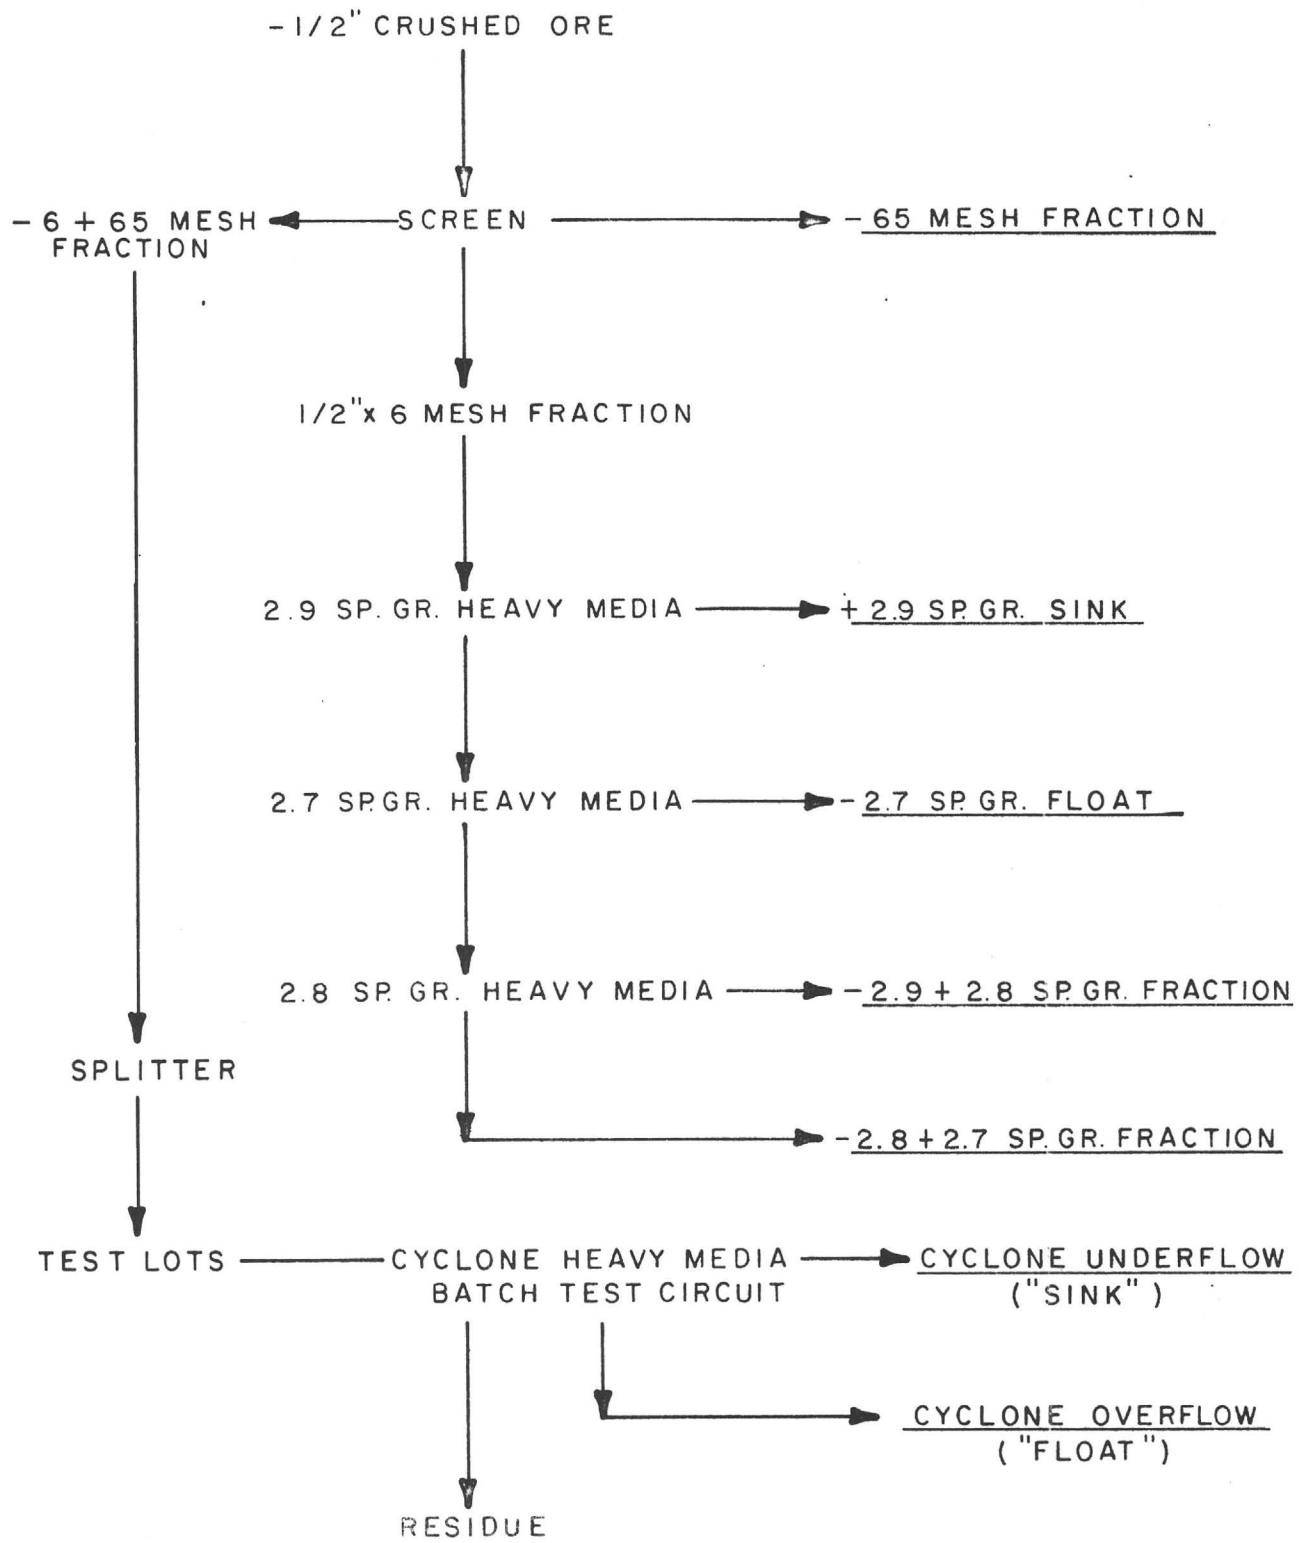 -1/2" CRUSHED ORE
-6 + 65 MESH
FRACTION
SCREEN
-65 MESH FRACTION
1/2"x 6 MESH FRACTION
2.9 SP. GR. HEAVY MEDIA
+2.9 SP. GR. SINK
2.7 SP. GR. HEAVY MEDIA
-2.7 SP. GR. FLOAT
2.8 SP. GR. HEAVY MEDIA
-2.9 + 2.8 SP. GR. FRACTION
SPLITTER
-2.8 + 2.7 SP. GR. FRACTION
TEST LOTS
CYCLONE HEAVY MEDIA
BATCH TEST CIRCUIT
CYCLONE UNDERFLOW
("SINK")
CYCLONE OVERFLOW
("FLOAT")
RESIDUE